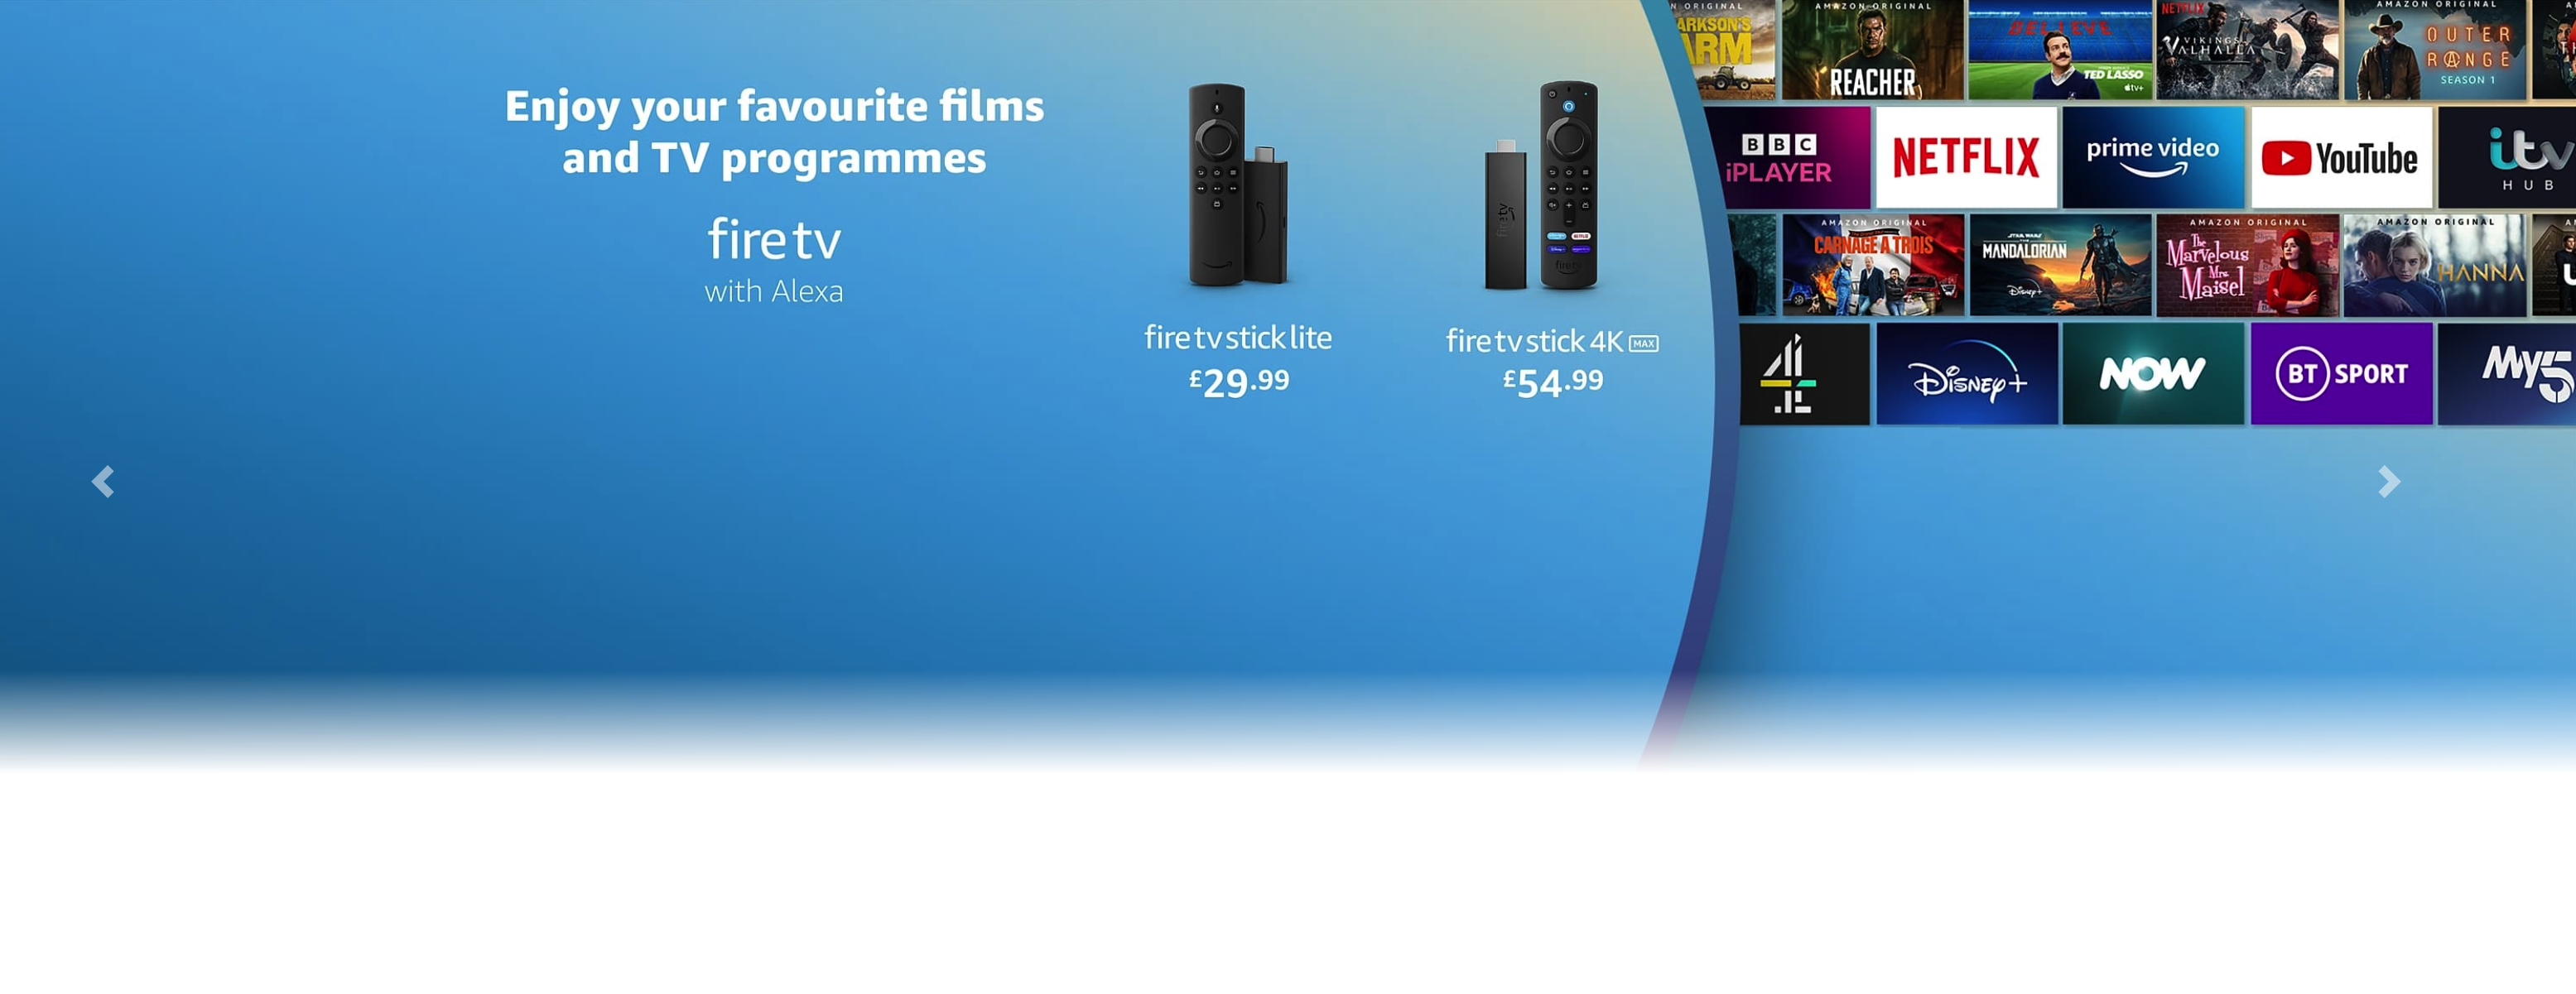 Enjoy your favourite films
and TV programmes
fire tv
with Alexa
fire tv stick lite
£29.99
fire tv stick 4K MAX
£54.99
fire tv
N ORIGINAL
ARKSON'S
ARM
AMAZON ORIGINAL
REACHER
BELIEVE
TED LASSO
tv+
NETFLIX
VIKINGS
VALHALLA
AMAZON ORIGINAL
OUTER
RANGE
SEASON 1
BBC
iPLAYER
NETFLIX
prime video
YouTube
itv
HUB
AMAZON ORIGINAL
CARNAGE A TROIS
STAR WARS
THE
MANDALORIAN
Disney+
AMAZON ORIGINAL
The
Marvelous
Mrs.
Maisel
AMAZON ORIGINAL
HANNA
4
Disney+
NOW
BT SPORT
My5